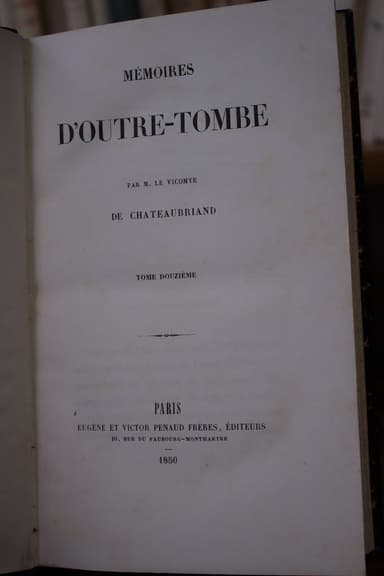 MÉMOIRES
D'OUTRE-TOMBE
PAR M. LE VICOMTE
DE CHATEAUBRIAND
TOME DOUZIÈME
PARIS
EUGÈNE ET VICTOR PENAUD FRÈRES, ÉDITEURS
10, RUE DU FAUBOURG-MONTMARTRE
1850